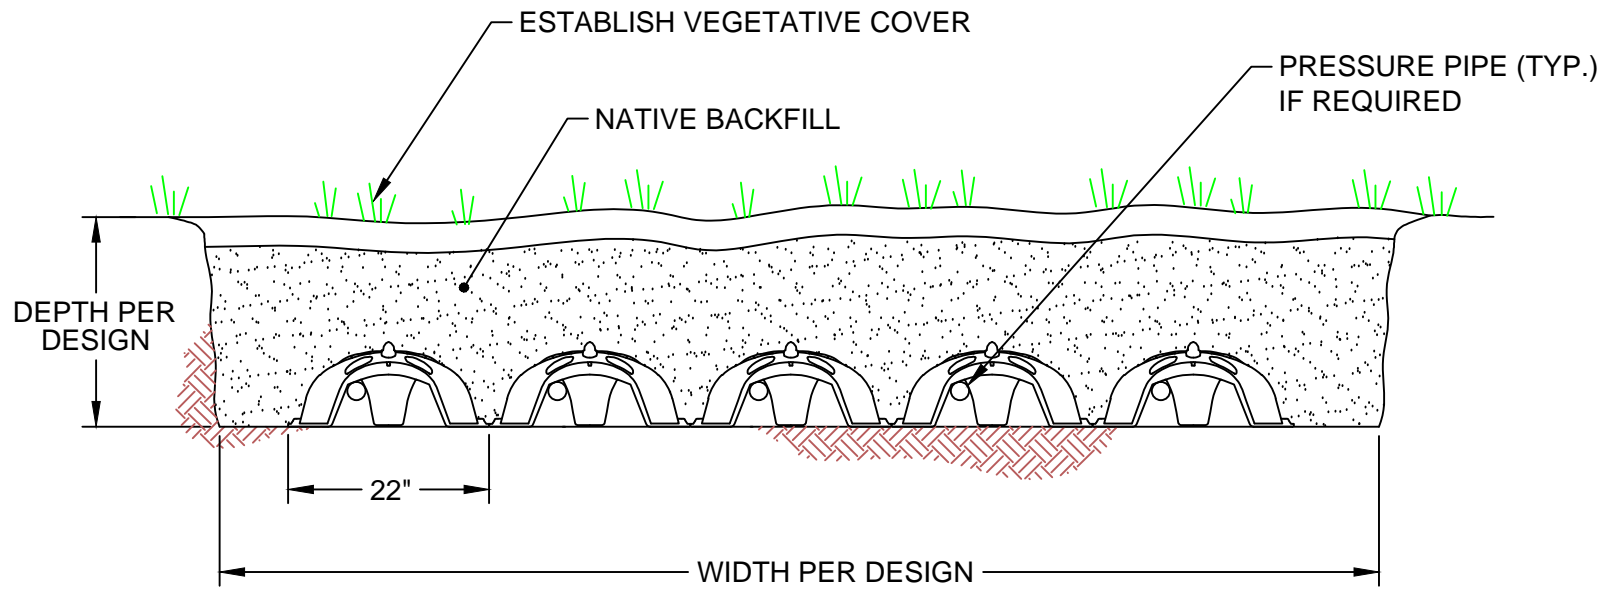 ESTABLISH VEGETATIVE COVER
PRESSURE PIPE (TYP.)
IF REQUIRED
NATIVE BACKFILL
DEPTH PER
DESIGN
22"
WIDTH PER DESIGN